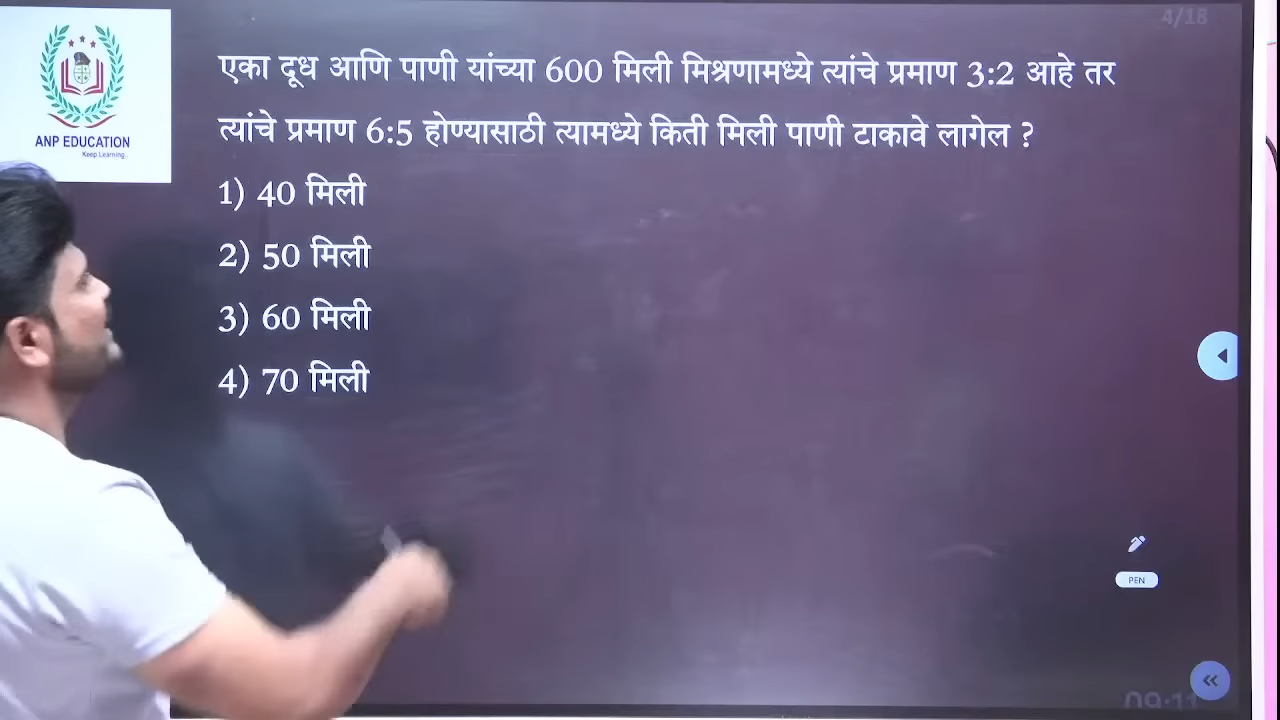 4/18
ANP EDUCATION
Keep Learning..
एका दूध आणि पाणी यांच्या 600 मिली मिश्रणामध्ये त्यांचे प्रमाण 3:2 आहे तर
त्यांचे प्रमाण 6:5 होण्यासाठी त्यामध्ये किती मिली पाणी टाकावे लागेल ?
1) 40 मिली
2) 50 मिली
3) 60 मिली
4) 70 मिली
PEN